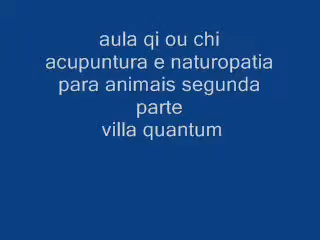 aula qi ou chi
acupuntura e naturopatia
para animais segunda
parte
villa quantum